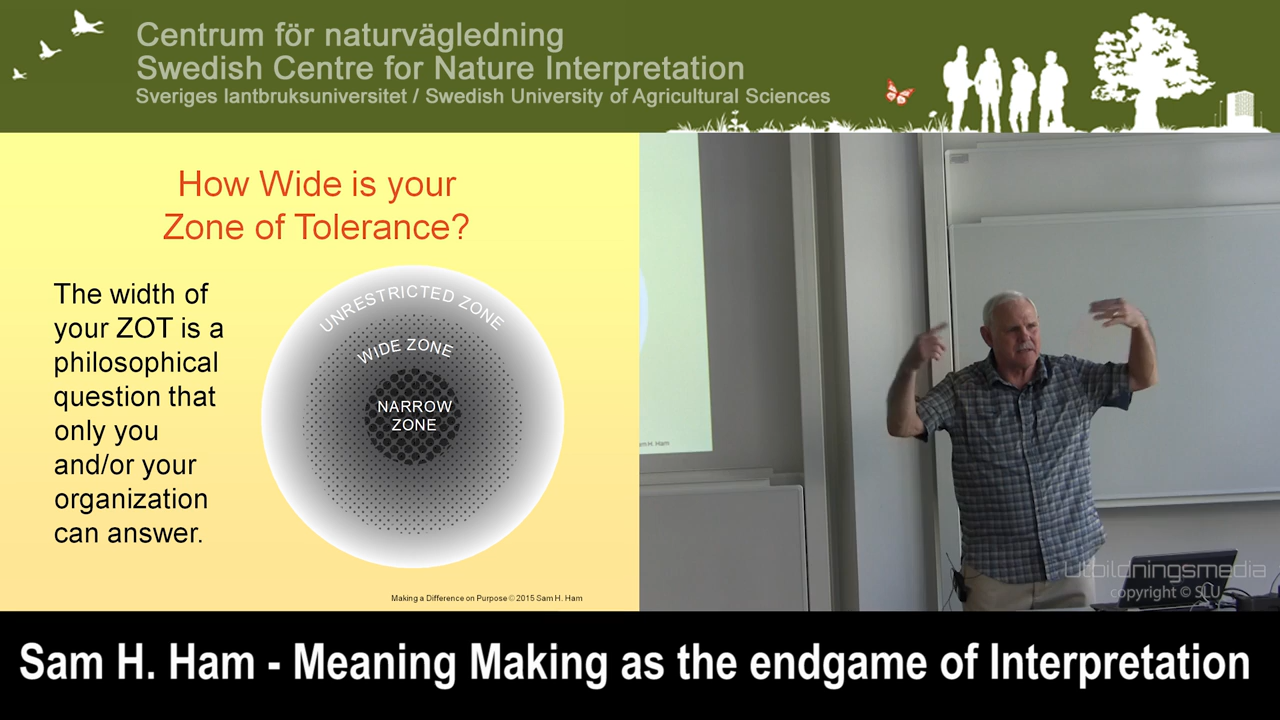 Centrum för naturvägledning
Swedish Centre for Nature Interpretation
Sveriges lantbruksuniversitet / Swedish University of Agricultural Sciences
How Wide is your
Zone of Tolerance?
The width of
your ZOT is a
philosophical
question that
only you
and/or your
organization
can answer.
UNRESTRICTED ZONE
WIDE ZONE
NARROW
ZONE
Making a Difference on Purpose © 2015 Sam H. Ham
H. Ham
Utbildningsmedia
copyright © SLU
Sam H. Ham - Meaning Making as the endgame of Interpretation